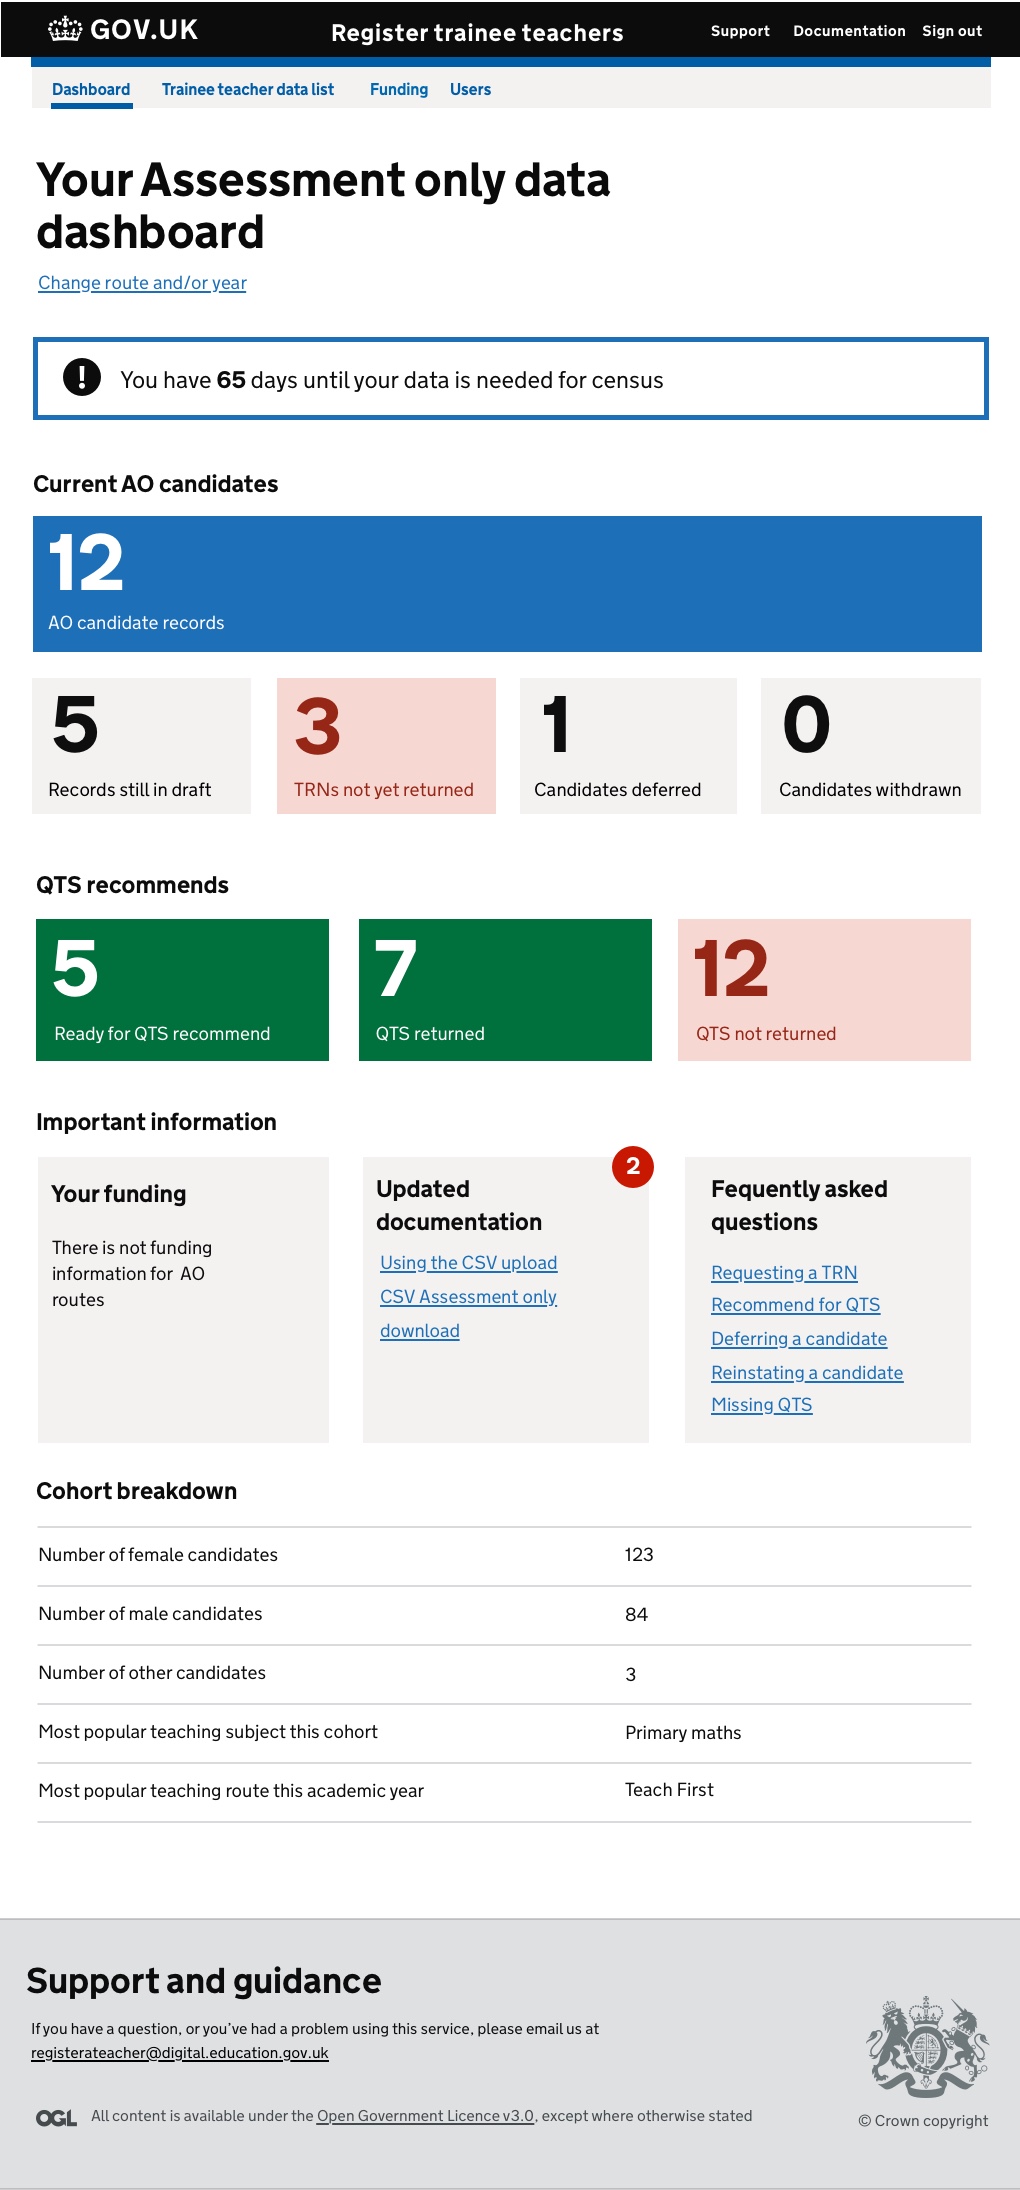 GOV.UK Register trainee teachers Support Documentation Sign out
Dashboard Trainee teacher data list Funding Users
Your Assessment only data
dashboard
Change route and/or year
! You have 65 days until your data is needed for census
Current AO candidates
12
AO candidate records
5
Records still in draft
3
TRNs not yet returned
1
Candidates deferred
0
Candidates withdrawn
QTS recommends
5
Ready for QTS recommend
7
QTS returned
12
QTS not returned
Important information
Your funding
There is not funding
information for AO
routes
2
Updated
documentation
Using the CSV upload
CSV Assessment only
download
Fequently asked
questions
Requesting a TRN
Recommend for QTS
Deferring a candidate
Reinstating a candidate
Missing QTS
Cohort breakdown
Number of female candidates 123
Number of male candidates 84
Number of other candidates 3
Most popular teaching subject this cohort Primary maths
Most popular teaching route this academic year Teach First
Support and guidance
If you have a question, or you've had a problem using this service, please email us at
registerateacher@digital.education.gov.uk
OGL All content is available under the Open Government Licence v3.0, except where otherwise stated
© Crown copyright